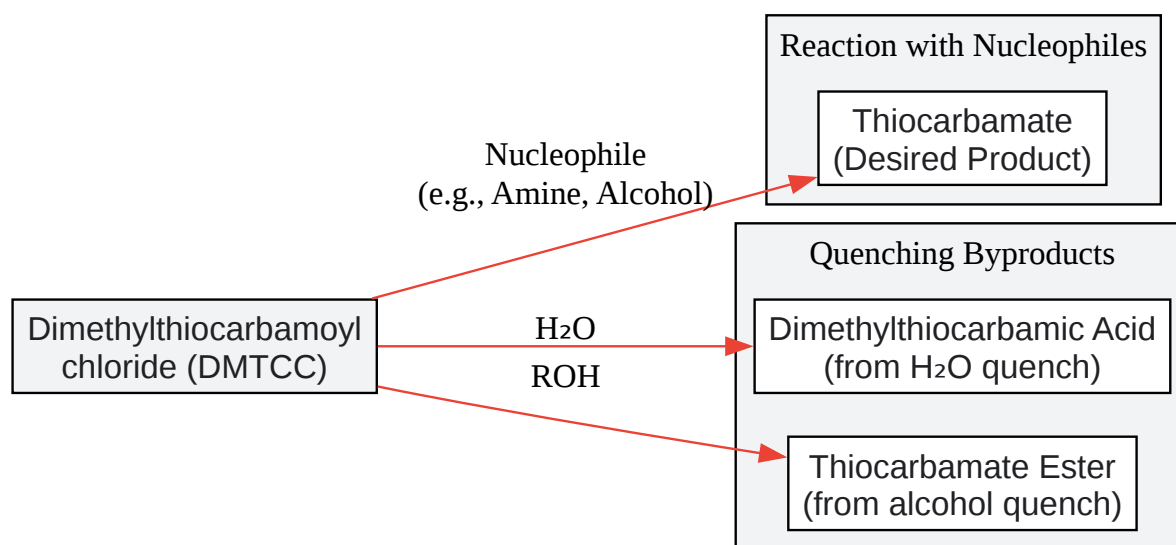 Reaction with Nucleophiles
Thiocarbamate
(Desired Product)
Nucleophile
(e.g., Amine, Alcohol)
Quenching Byproducts
Dimethylthiocarbamoyl
chloride (DMTCC)
H₂O
Dimethylthiocarbamic Acid
(from H₂O quench)
ROH
Thiocarbamate Ester
(from alcohol quench)